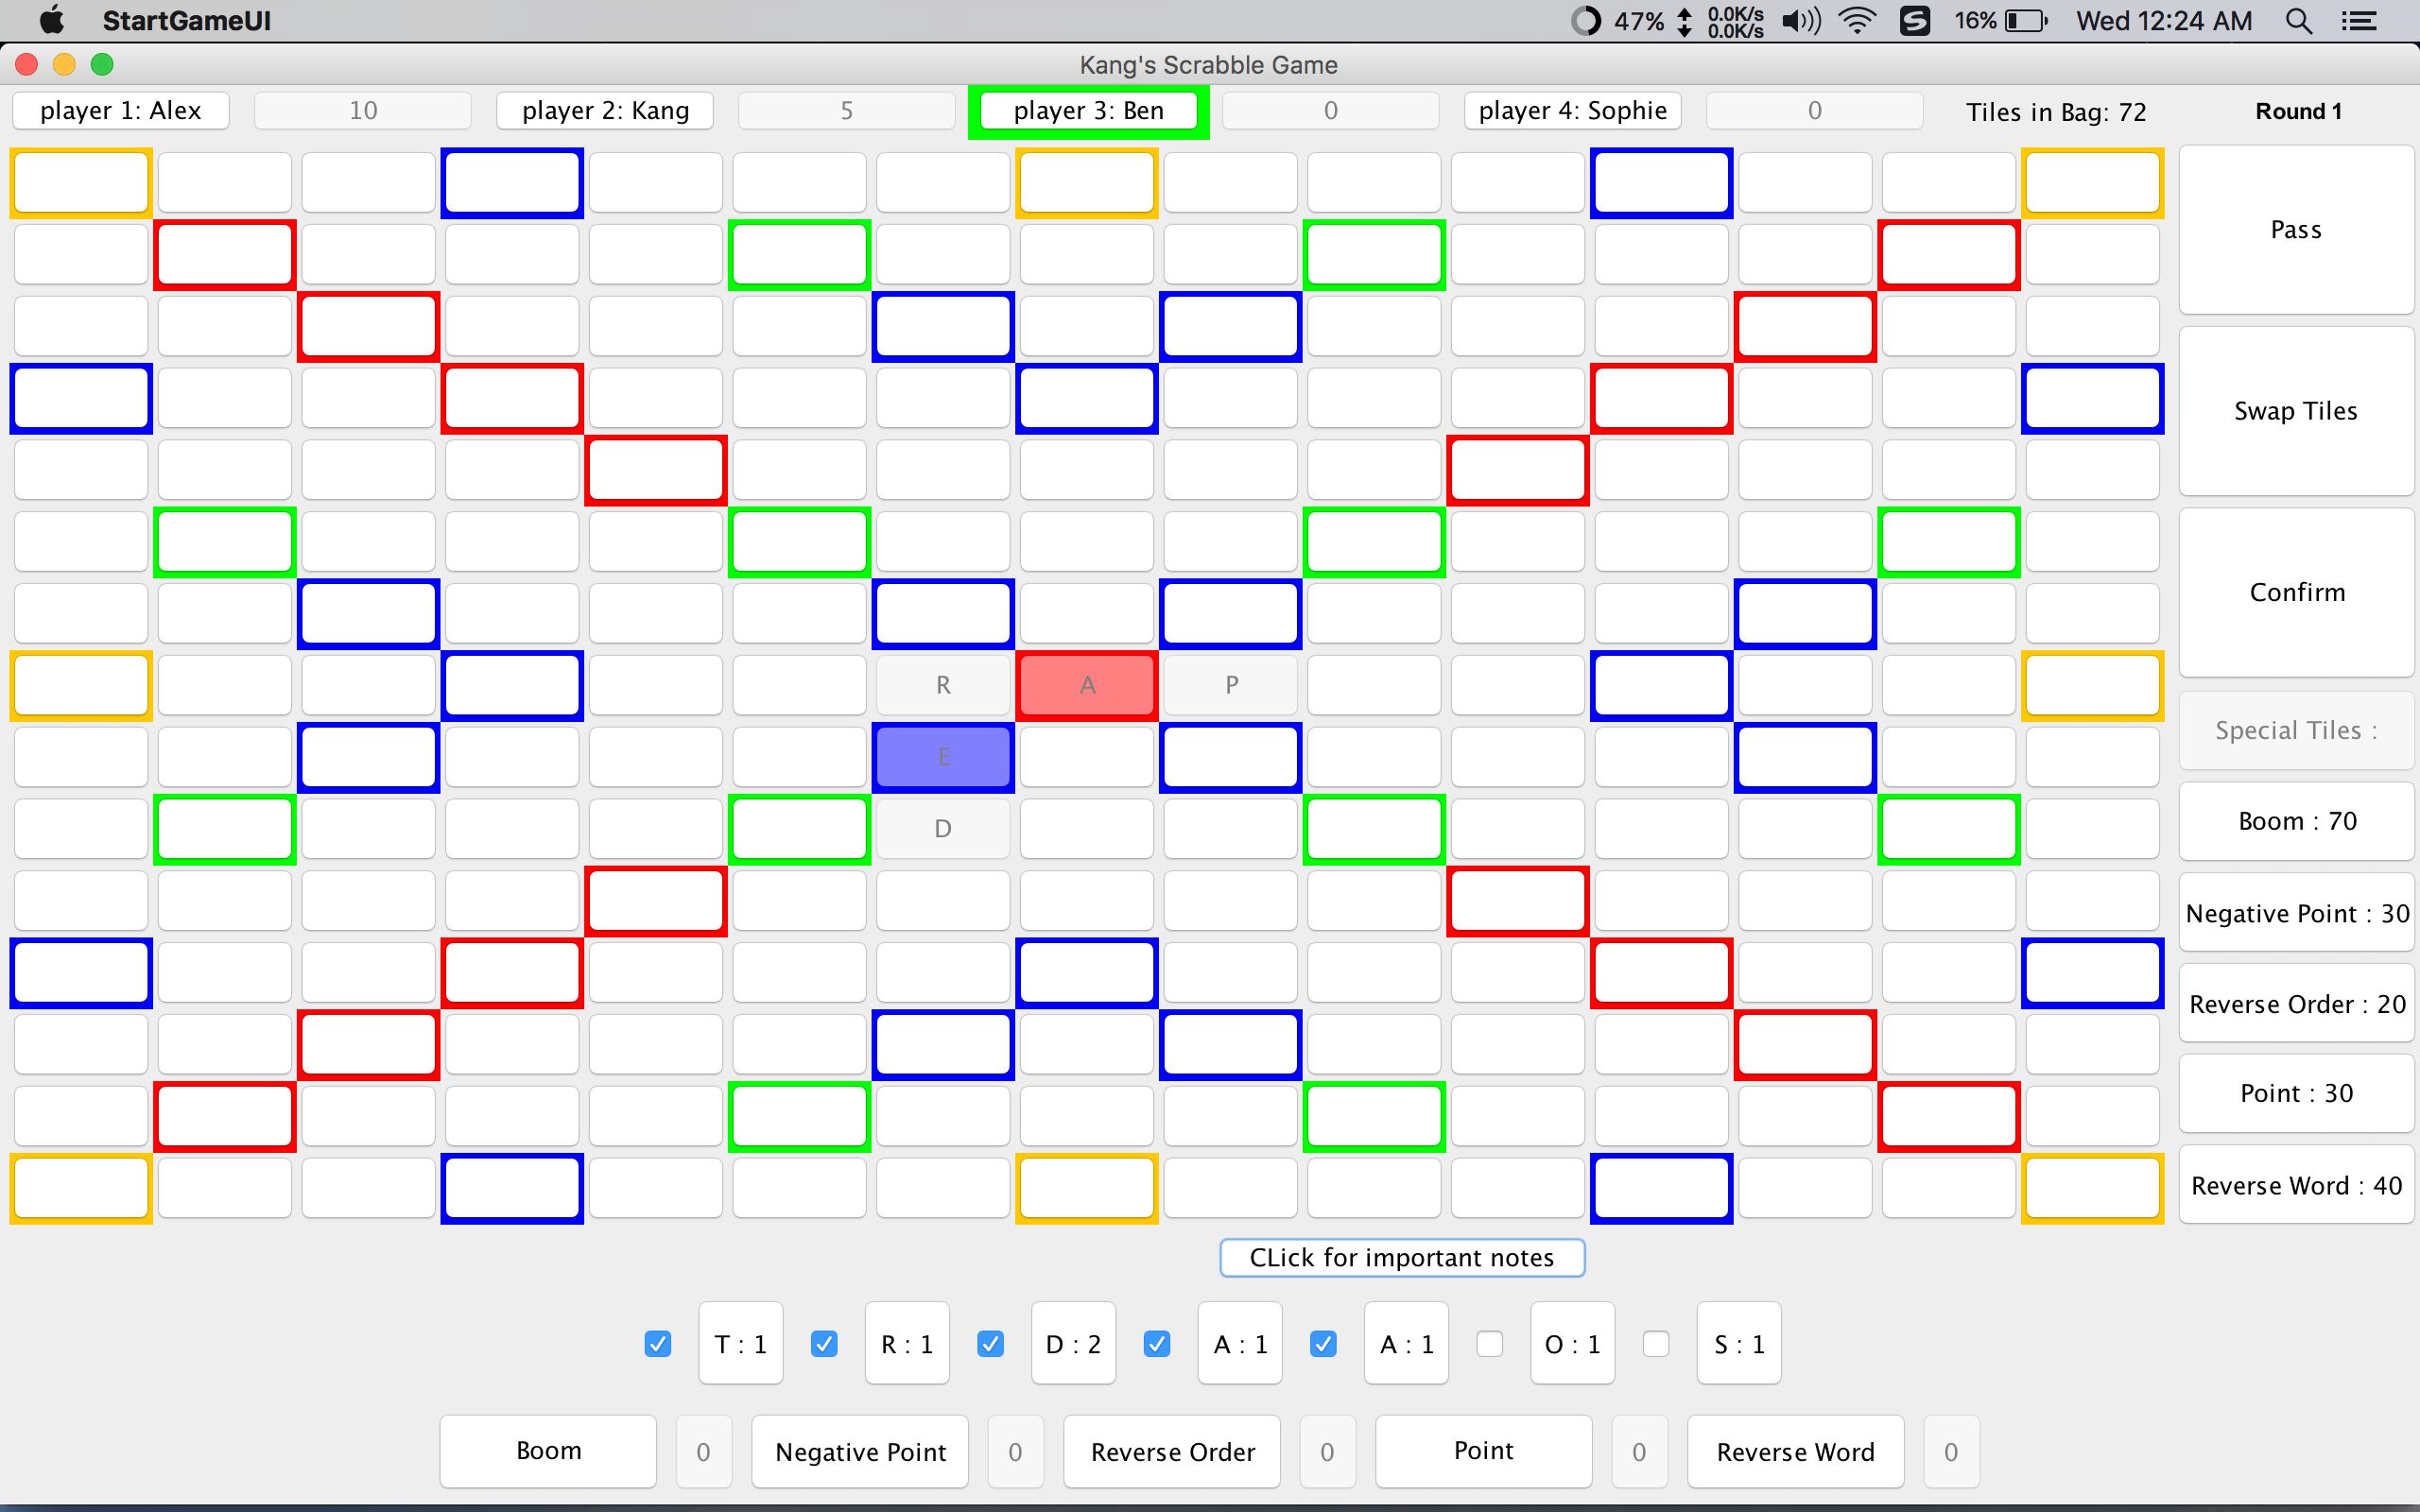 StartGameUI 47% 0.0K/s 16% Wed 12:24 AM
0.0K/s
Kang's Scrabble Game
player 1: Alex 10 player 2: Kang 5 player 3: Ben 0 player 4: Sophie 0 Tiles in Bag: 72 Round 1
Pass
Swap Tiles
Confirm
R A P
Special Tiles :
E
Boom : 70
D
Negative Point : 30
Reverse Order : 20
Point : 30
Reverse Word : 40
CLick for important notes
T : 1 R : 1 D : 2 A : 1 A : 1 O : 1 S : 1
Boom 0 Negative Point 0 Reverse Order 0 Point 0 Reverse Word 0